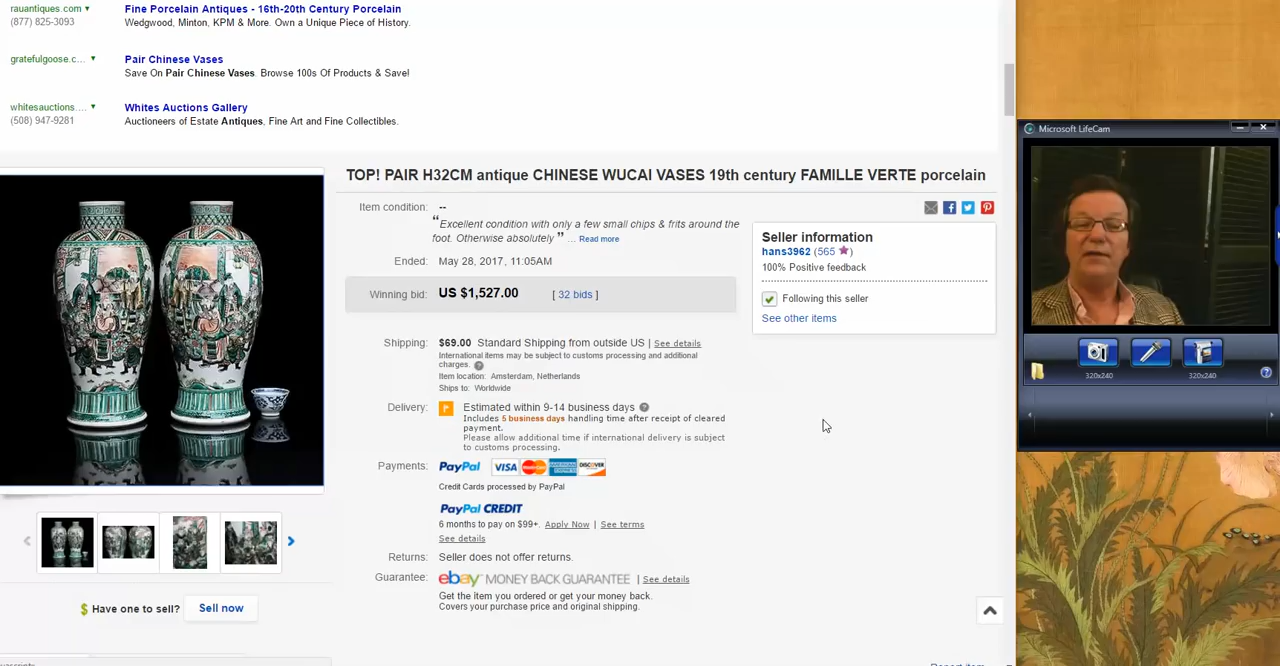 rauantiques.com ▾
Fine Porcelain Antiques - 16th-20th Century Porcelain
(877) 825-3093
Wedgwood, Minton, KPM & More. Own a Unique Piece of History.
gratefulgoose.c... ▾
Pair Chinese Vases
Save On Pair Chinese Vases. Browse 100s Of Products & Save!
whitesauctions.... ▾
Whites Auctions Gallery
(508) 947-9281
Auctioneers of Estate Antiques, Fine Art and Fine Collectibles.
Microsoft LifeCam
TOP! PAIR H32CM antique CHINESE WUCAI VASES 19th century FAMILLE VERTE porcelain
Item condition: --
“Excellent condition with only a few small chips & frits around the
foot. Otherwise absolutely ” ... Read more
Ended: May 28, 2017, 11:05AM
Winning bid: US $1,527.00 [ 32 bids ]
Seller information
hans3962 (565 ★)
100% Positive feedback
Following this seller
See other items
Shipping: $69.00 Standard Shipping from outside US | See details
International items may be subject to customs processing and additional
charges.
Item location: Amsterdam, Netherlands
Ships to: Worldwide
320x240
320x240
Delivery: Estimated within 9-14 business days
Includes 5 business days handling time after receipt of cleared
payment.
Please allow additional time if international delivery is subject
to customs processing.
Payments: PayPal VISA MasterCard DISCOVER
Credit Cards processed by PayPal
PayPal CREDIT
6 months to pay on $99+. Apply Now | See terms
See details
Returns: Seller does not offer returns.
Guarantee: ebay MONEY BACK GUARANTEE | See details
Get the item you ordered or get your money back.
Covers your purchase price and original shipping.
$ Have one to sell? Sell now